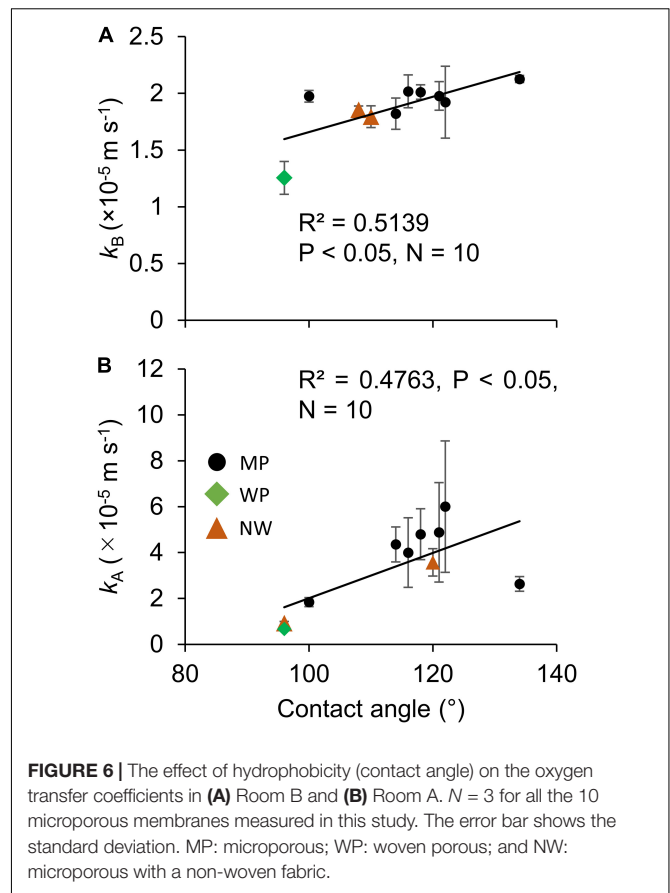 A
2.5
2
1.5
1
0.5
0
kB (×10-5 m s-1)
R² = 0.5139
P < 0.05, N = 10
B
12
10
8
6
4
2
0
kA (× 10-5 m s-1)
R² = 0.4763, P < 0.05,
N = 10
MP
WP
NW
80 100 120 140
Contact angle (°)
FIGURE 6 | The effect of hydrophobicity (contact angle) on the oxygen
transfer coefficients in (A) Room B and (B) Room A. N = 3 for all the 10
microporous membranes measured in this study. The error bar shows the
standard deviation. MP: microporous; WP: woven porous; and NW:
microporous with a non-woven fabric.